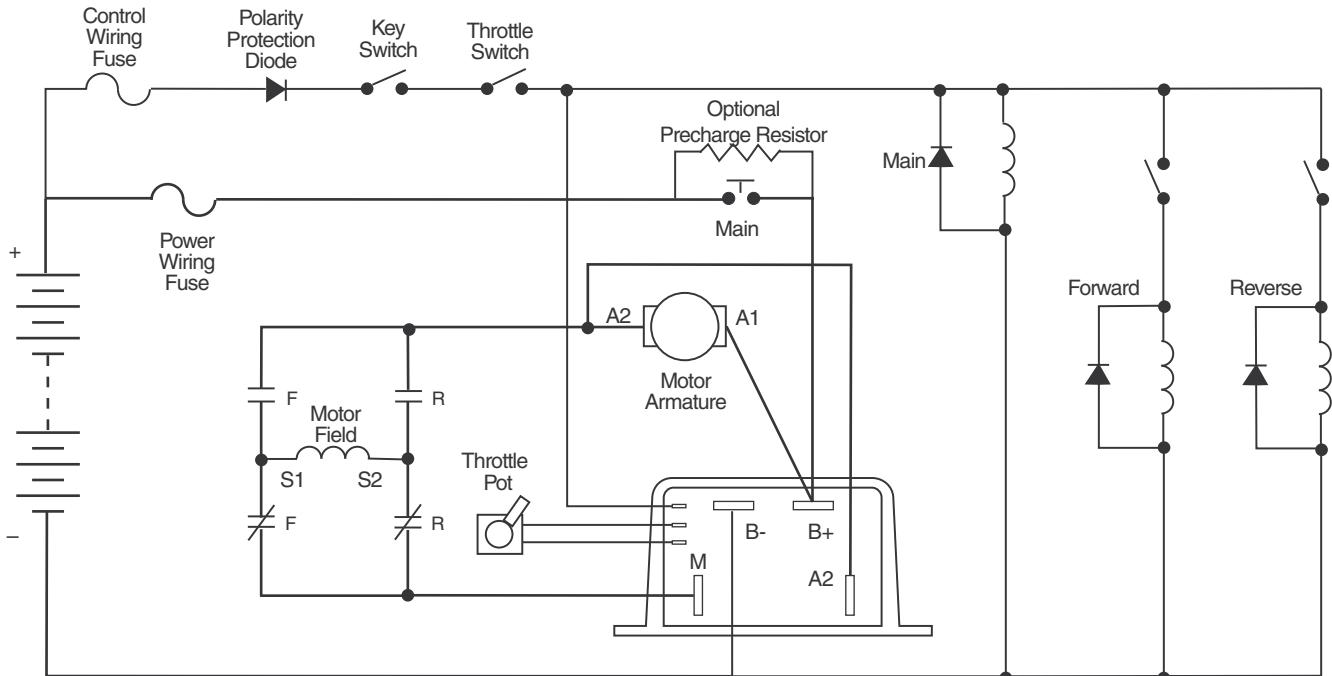 Control
Wiring
Fuse
Polarity
Protection
Diode
Key
Switch
Throttle
Switch
Optional
Precharge Resistor
Main
Main
Power
Wiring
Fuse
+
–
Forward
Reverse
A2
A1
Motor
Armature
F
R
Motor
Field
S1
S2
F
R
Throttle
Pot
B-
B+
M
A2